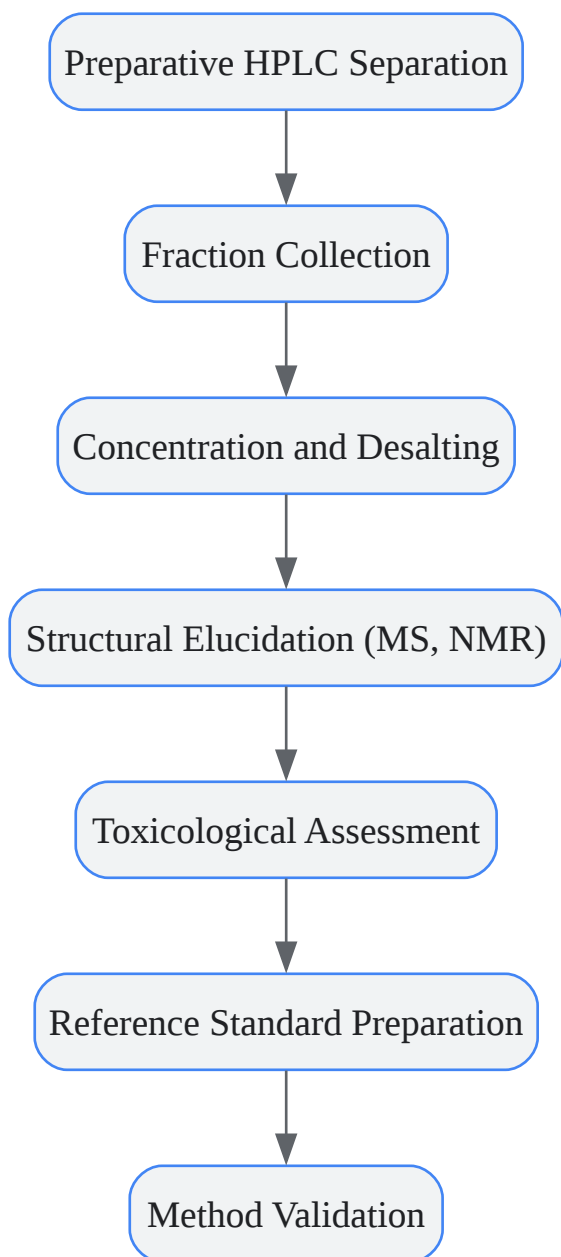 Preparative HPLC Separation
Fraction Collection
Concentration and Desalting
Structural Elucidation (MS, NMR)
Toxicological Assessment
Reference Standard Preparation
Method Validation